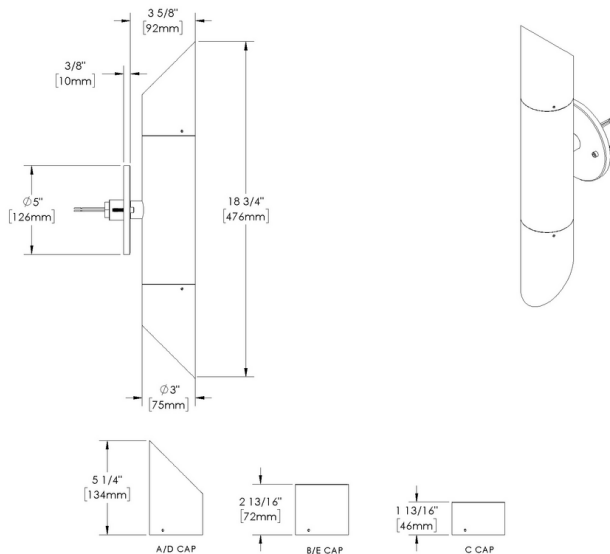 3 5/8"
[92mm]
3/8"
[10mm]
∅5"
[126mm]
18 3/4"
[476mm]
∅3"
[75mm]
5 1/4"
[134mm]
2 13/16"
[72mm]
1 13/16"
[46mm]
A/D CAP
B/E CAP
C CAP